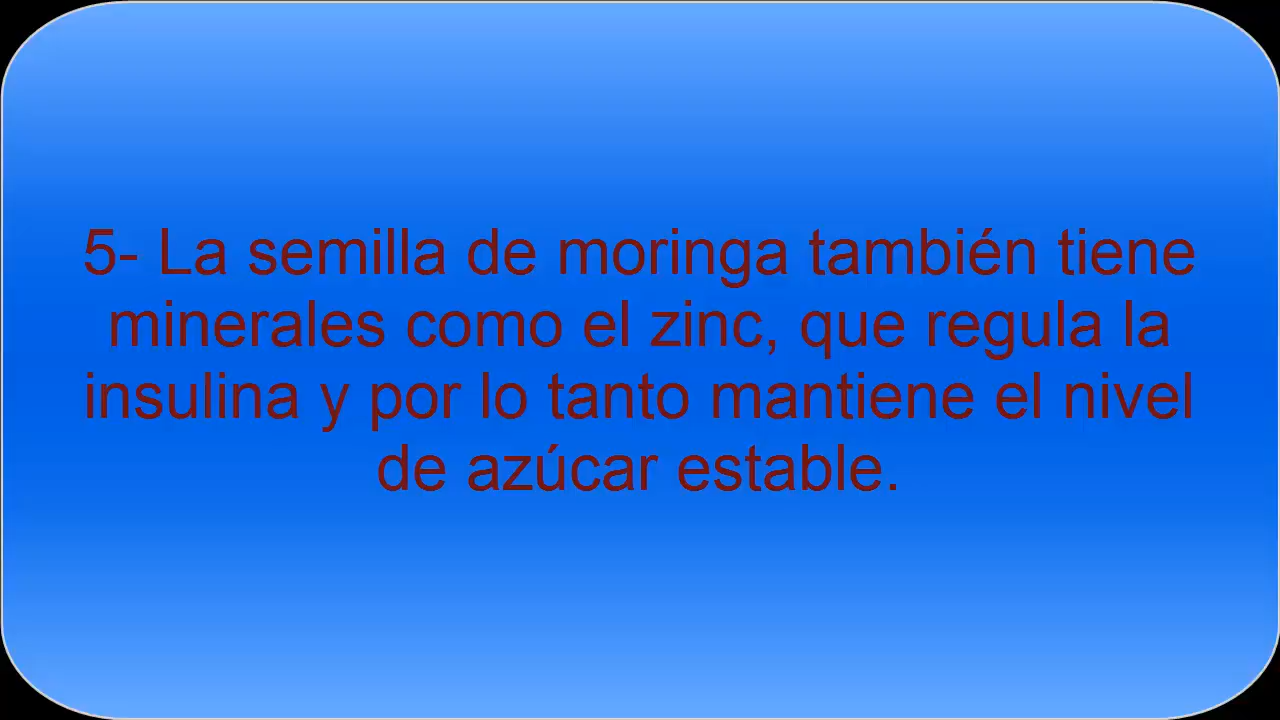 5- La semilla de moringa también tiene
minerales como el zinc, que regula la
insulina y por lo tanto mantiene el nivel
de azúcar estable.